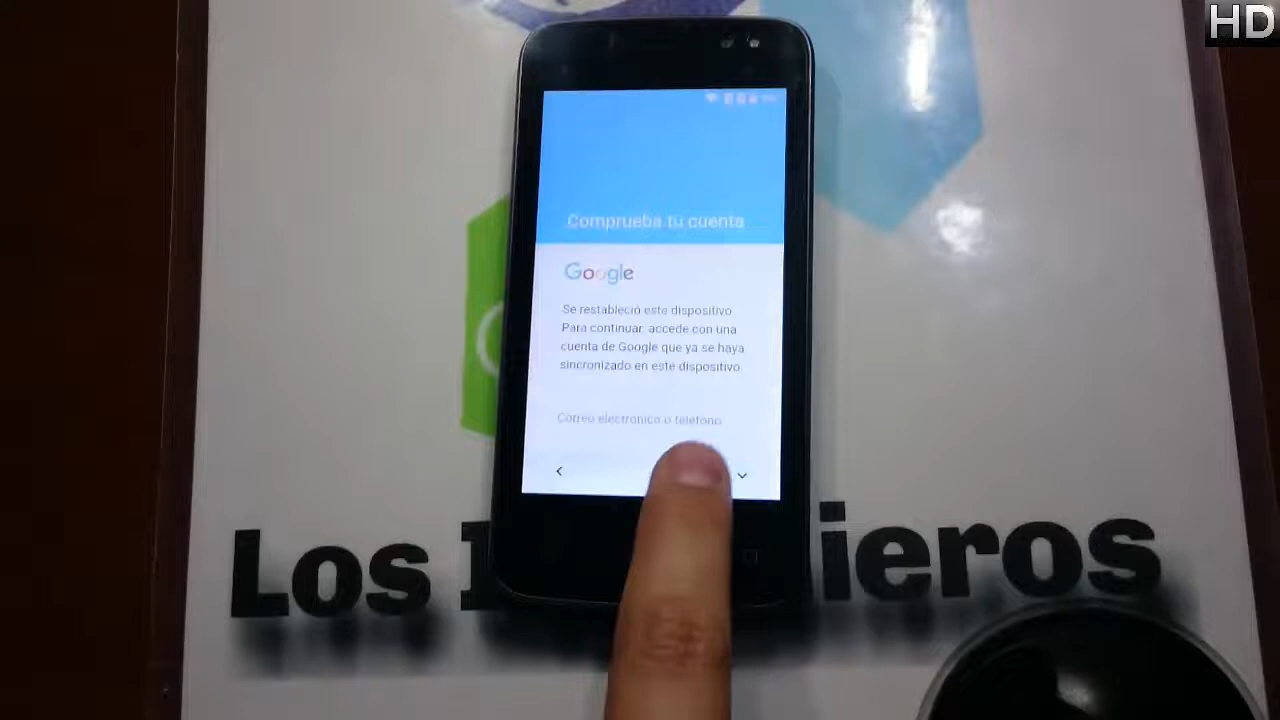 HD
Comprueba tu cuenta
Google
Se restableció este dispositivo
Para continuar, accede con una
cuenta de Google que ya se haya
sincronizado en este dispositivo
Correo electrónico o teléfono
Los I ieros